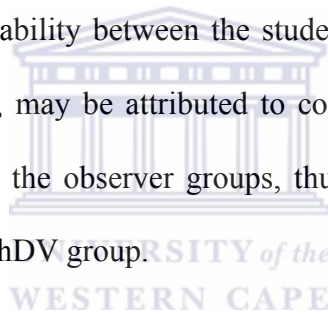 ability between the stude
, may be attributed to co
the observer groups, thu
hDV group.
UNIVERSITY of the
WESTERN CAPE